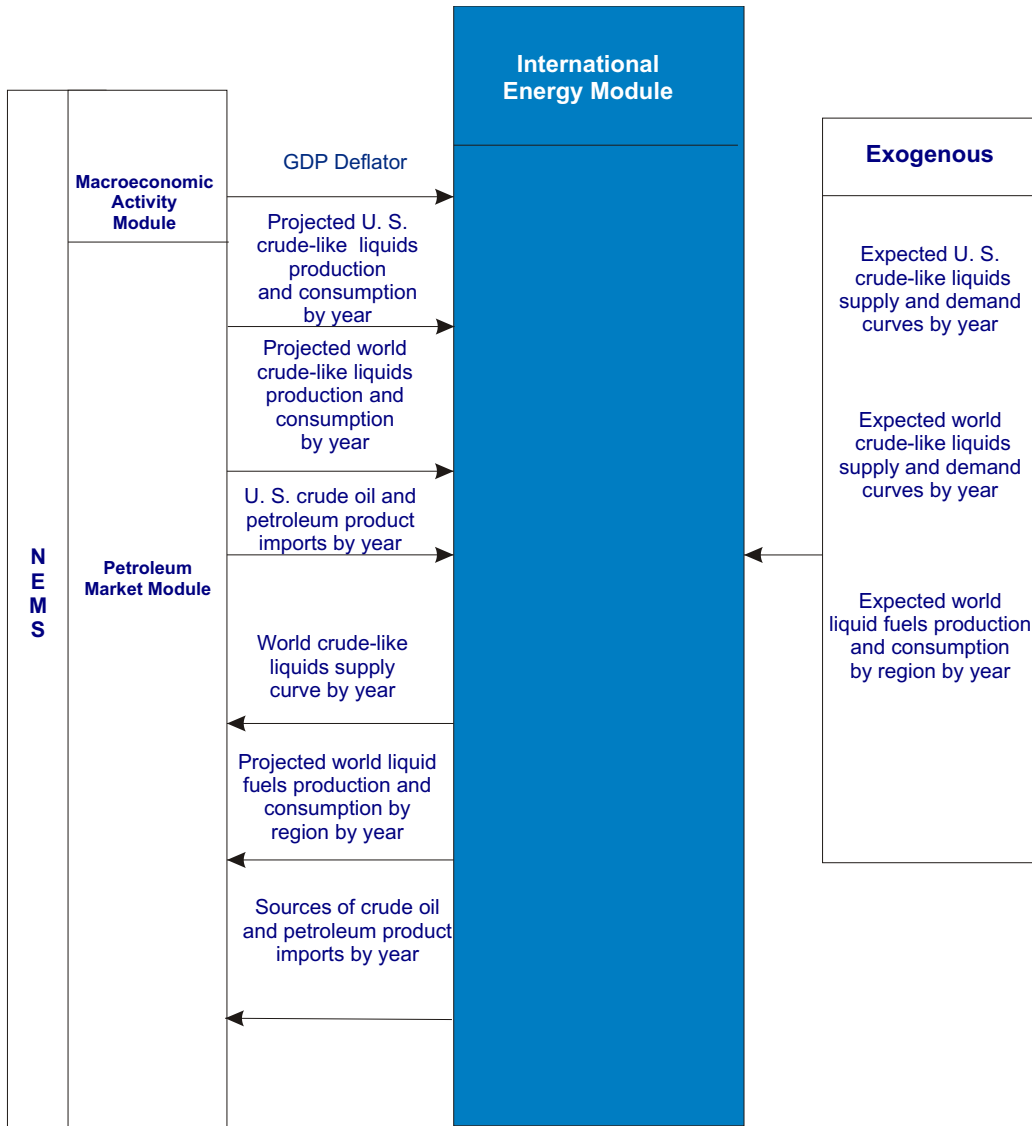 International
Energy Module
Exogenous
GDP Deflator
Macroeconomic
Activity
Module
Projected U. S.
crude-like liquids
production
and consumption
by year
Expected U. S.
crude-like liquids
supply and demand
curves by year
Projected world
crude-like liquids
production and
consumption
by year
Expected world
crude-like liquids
supply and demand
curves by year
U. S. crude oil and
petroleum product
imports by year
N
E
M
S
Petroleum
Market Module
Expected world
liquid fuels production
and consumption
by region by year
World crude-like
liquids supply
curve by year
Projected world liquid
fuels production and
consumption by
region by year
Sources of crude oil
and petroleum product
imports by year